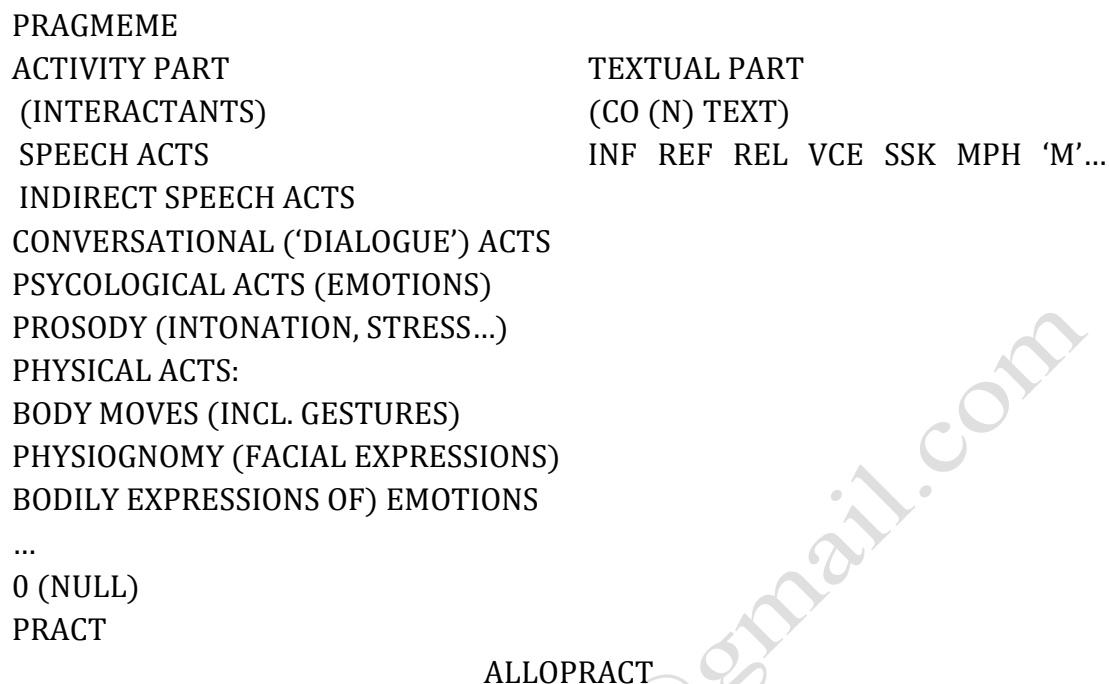 PRAGMEME
ACTIVITY PART TEXTUAL PART
(INTERACTANTS) (CO (N) TEXT)
SPEECH ACTS INF REF REL VCE SSK MPH ‘M’…
INDIRECT SPEECH ACTS
CONVERSATIONAL (‘DIALOGUE’) ACTS
PSYCOLOGICAL ACTS (EMOTIONS)
PROSODY (INTONATION, STRESS…)
PHYSICAL ACTS:
BODY MOVES (INCL. GESTURES)
PHYSIOGNOMY (FACIAL EXPRESSIONS)
BODILY EXPRESSIONS OF) EMOTIONS
…
0 (NULL)
PRACT
ALLOPRACT
@gmail.com